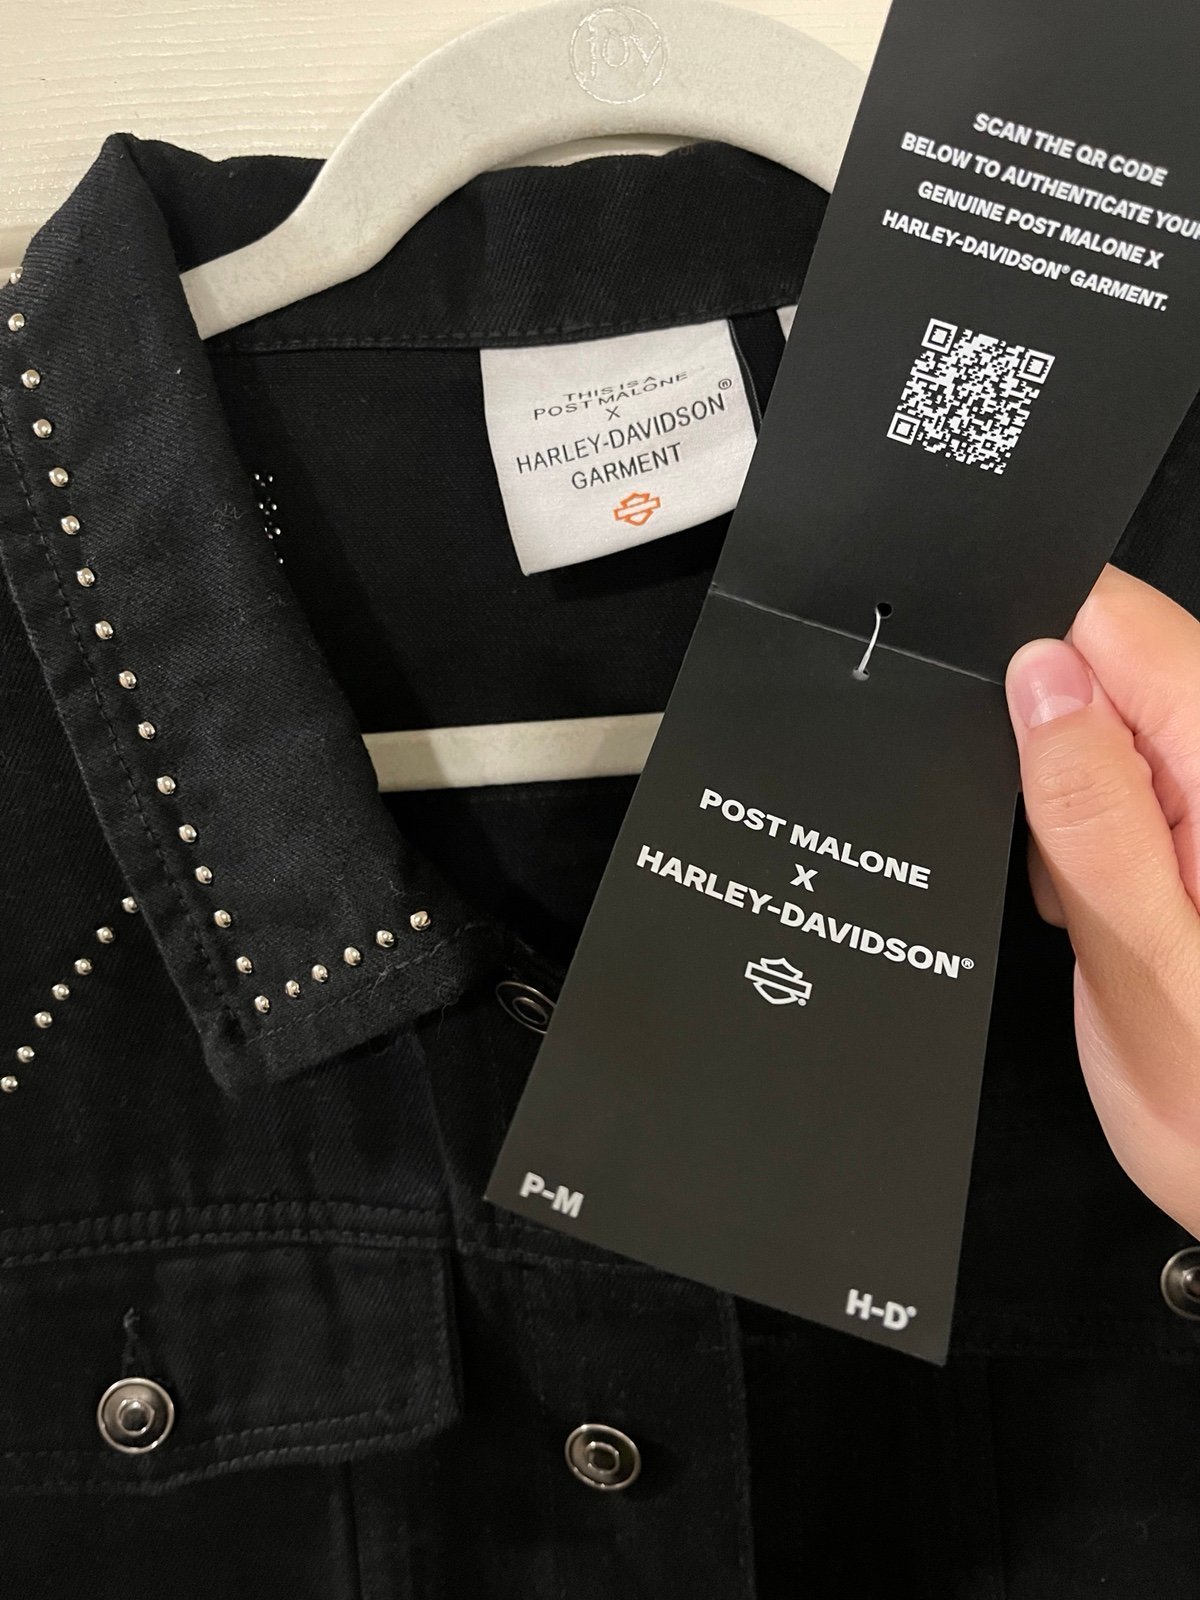 joy
SCAN THE QR CODE
BELOW TO AUTHENTICATE YOUR
GENUINE POST MALONE X
HARLEY-DAVIDSON® GARMENT.
THIS IS A
POST MALONE
X
HARLEY-DAVIDSON®
GARMENT
POST MALONE
X
HARLEY-DAVIDSON®
P-M
H-D®